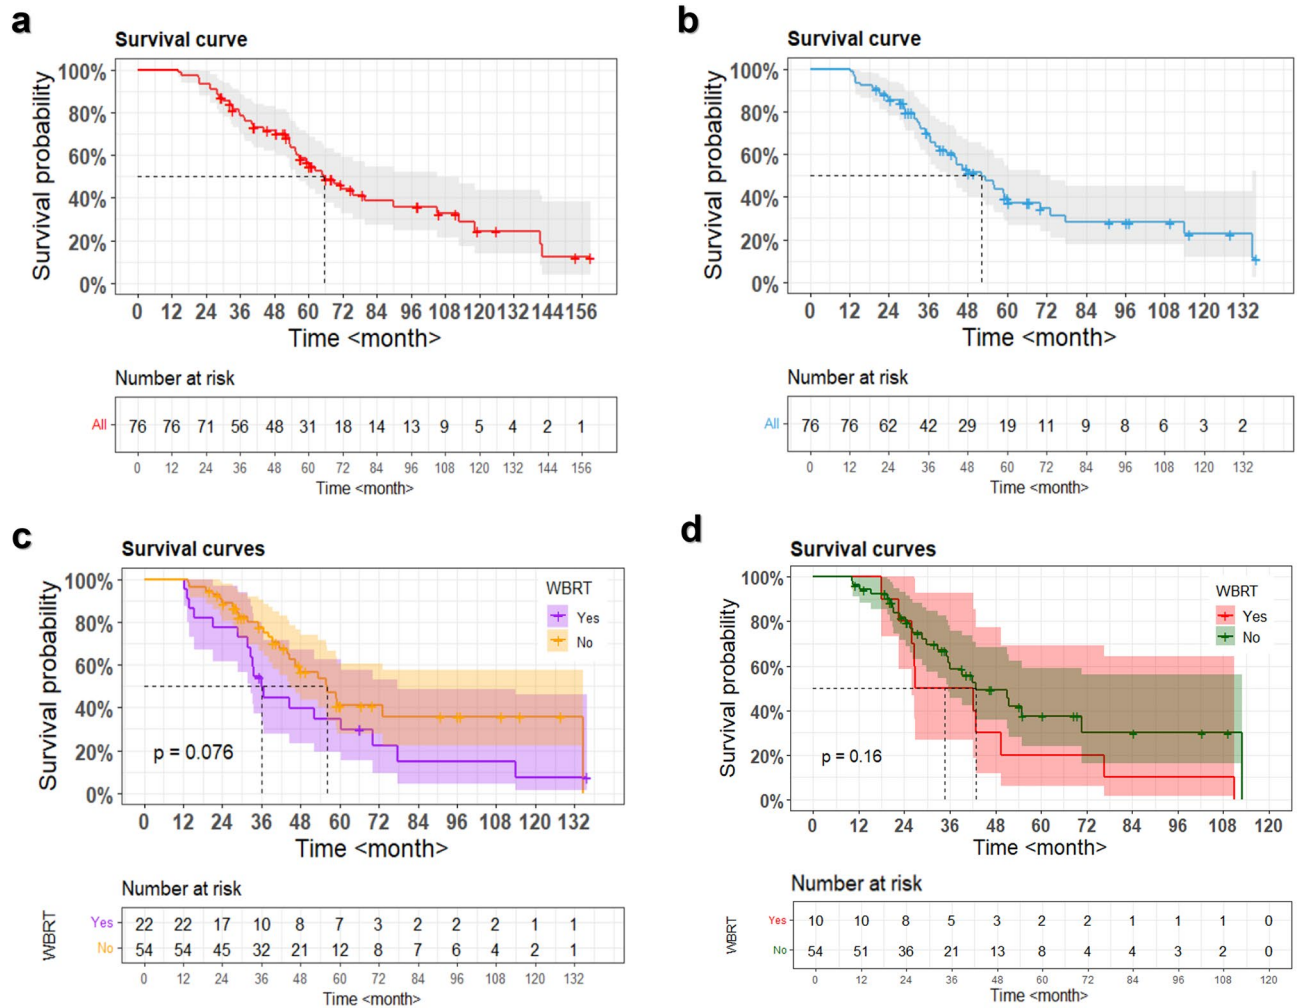 a
Survival curve
Survival probability
100%
80%
60%
40%
20%
0%
0 12 24 36 48 60 72 84 96 108 120 132 144 156
Time <month>
Number at risk
All 76 76 71 56 48 31 18 14 13 9 5 4 2 1
0 12 24 36 48 60 72 84 96 108 120 132 144 156
Time <month>
b
Survival curve
Survival probability
100%
80%
60%
40%
20%
0%
0 12 24 36 48 60 72 84 96 108 120 132
Time <month>
Number at risk
All 76 76 62 42 29 19 11 9 8 6 3 2
0 12 24 36 48 60 72 84 96 108 120 132
Time <month>
c
Survival curves
Survival probability
100%
80%
60%
40%
20%
0%
WBRT
Yes
No
p = 0.076
0 12 24 36 48 60 72 84 96 108 120 132
Time <month>
Number at risk
WBRT
Yes 22 22 17 10 8 7 3 2 2 2 1 1
No 54 54 45 32 21 12 8 7 6 4 2 1
0 12 24 36 48 60 72 84 96 108 120 132
Time <month>
d
Survival curves
Survival probability
100%
80%
60%
40%
20%
0%
WBRT
Yes
No
p = 0.16
0 12 24 36 48 60 72 84 96 108 120
Time <month>
Number at risk
WBRT
Yes 10 10 8 5 3 2 2 1 1 1 0
No 54 51 36 21 13 8 4 4 3 2 0
0 12 24 36 48 60 72 84 96 108 120
Time <month>